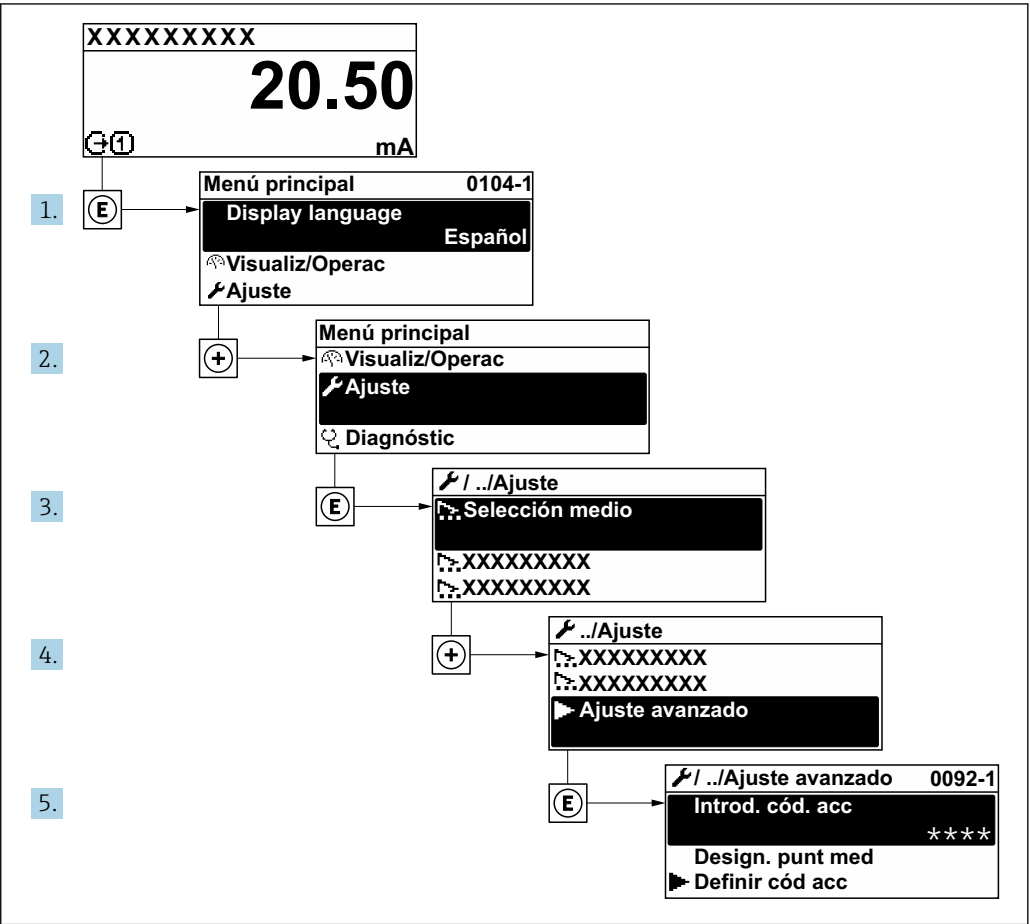 XXXXXXXXX
20.50
1 mA
1. E Menú principal 0104-1
Display language
Español
Visualiz/Operac
Ajuste
2. + Menú principal
Visualiz/Operac
Ajuste
Diagnóstic
3. E / ../Ajuste
Selección medio
XXXXXXXXX
XXXXXXXXX
4. + ../Ajuste
XXXXXXXXX
XXXXXXXXX
Ajuste avanzado
5. E / ../Ajuste avanzado 0092-1
Introd. cód. acc
****
Design. punt med
Definir cód acc